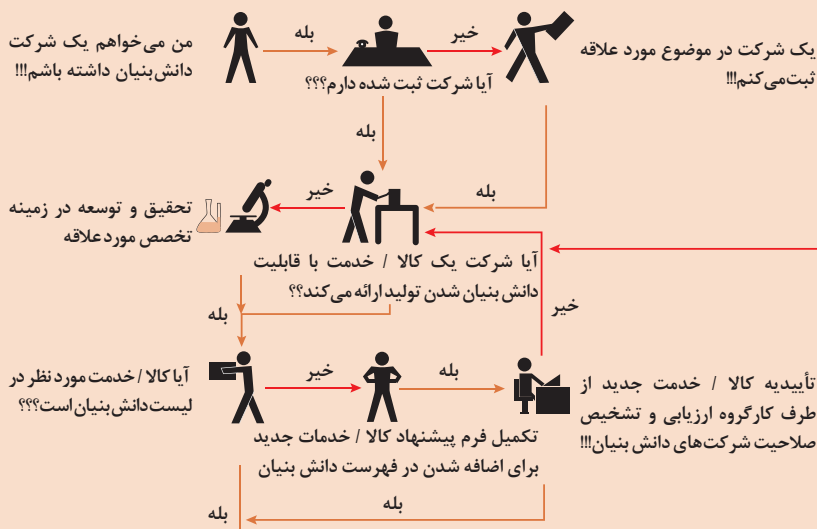 من می‌خواهم یک شرکت
دانش‌بنیان داشته باشم!!!
بله
آیا شرکت ثبت شده دارم؟؟؟
خیر
یک شرکت در موضوع مورد علاقه
ثبت‌می‌کنم!!!
بله
بله
خیر
تحقیق و توسعه در زمینه
تخصص مورد علاقه
آیا شرکت یک کالا / خدمت با قابلیت
دانش بنیان شدن تولید ارائه می‌کند؟؟
بله
خیر
آیا کالا / خدمت مورد نظر در
لیست دانش بنیان است؟؟؟
خیر
تکمیل فرم پیشنهاد کالا / خدمات جدید
برای اضافه شدن در فهرست دانش بنیان
بله
تأییدیه کالا / خدمت جدید از
طرف کارگروه ارزیابی و تشخیص
صلاحیت شرکت‌های دانش بنیان!!!
بله
بله